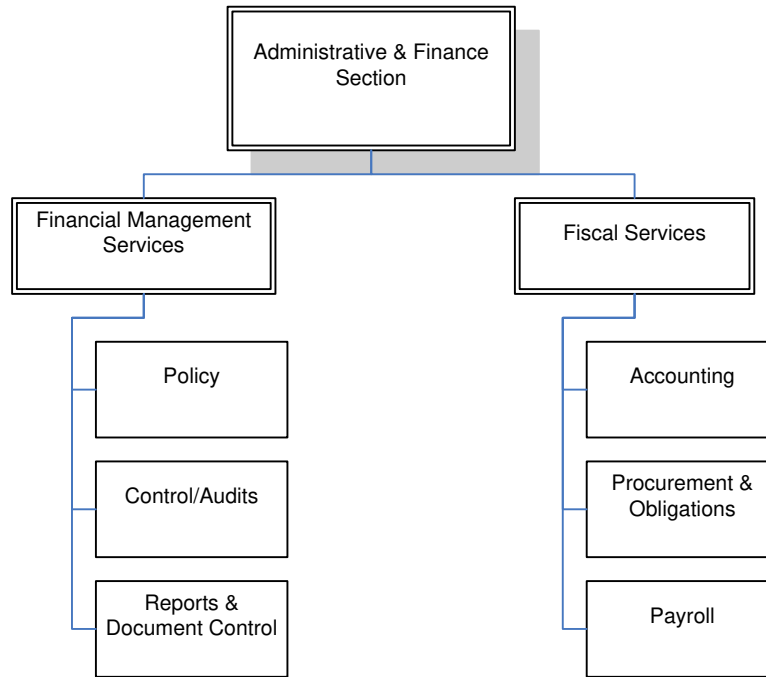 Administrative & Finance
Section
Financial Management
Services
Fiscal Services
Policy
Accounting
Control/Audits
Procurement &
Obligations
Reports &
Document Control
Payroll